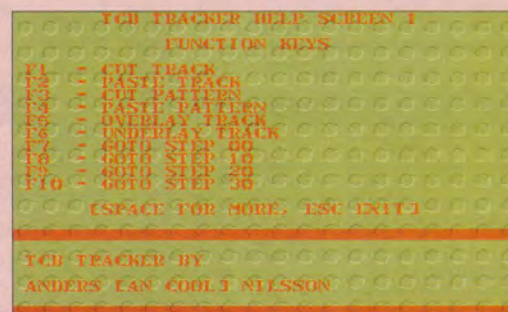 TCB TRACKER HELP SCREEN 1
FUNCTION KEYS
F1 - CUT TRACK
F2 - PASTE TRACK
F3 - CUT PATTERN
F4 - PASTE PATTERN
F5 - OVERLAY TRACK
F6 - UNDERLAY TRACK
F7 - GOTO STEP 00
F8 - GOTO STEP 10
F9 - GOTO STEP 20
F10 - GOTO STEP 30
[SPACE FOR MORE, ESC EXIT]
TCB TRACKER BY
ANDERS [AN COOL] NILSSON